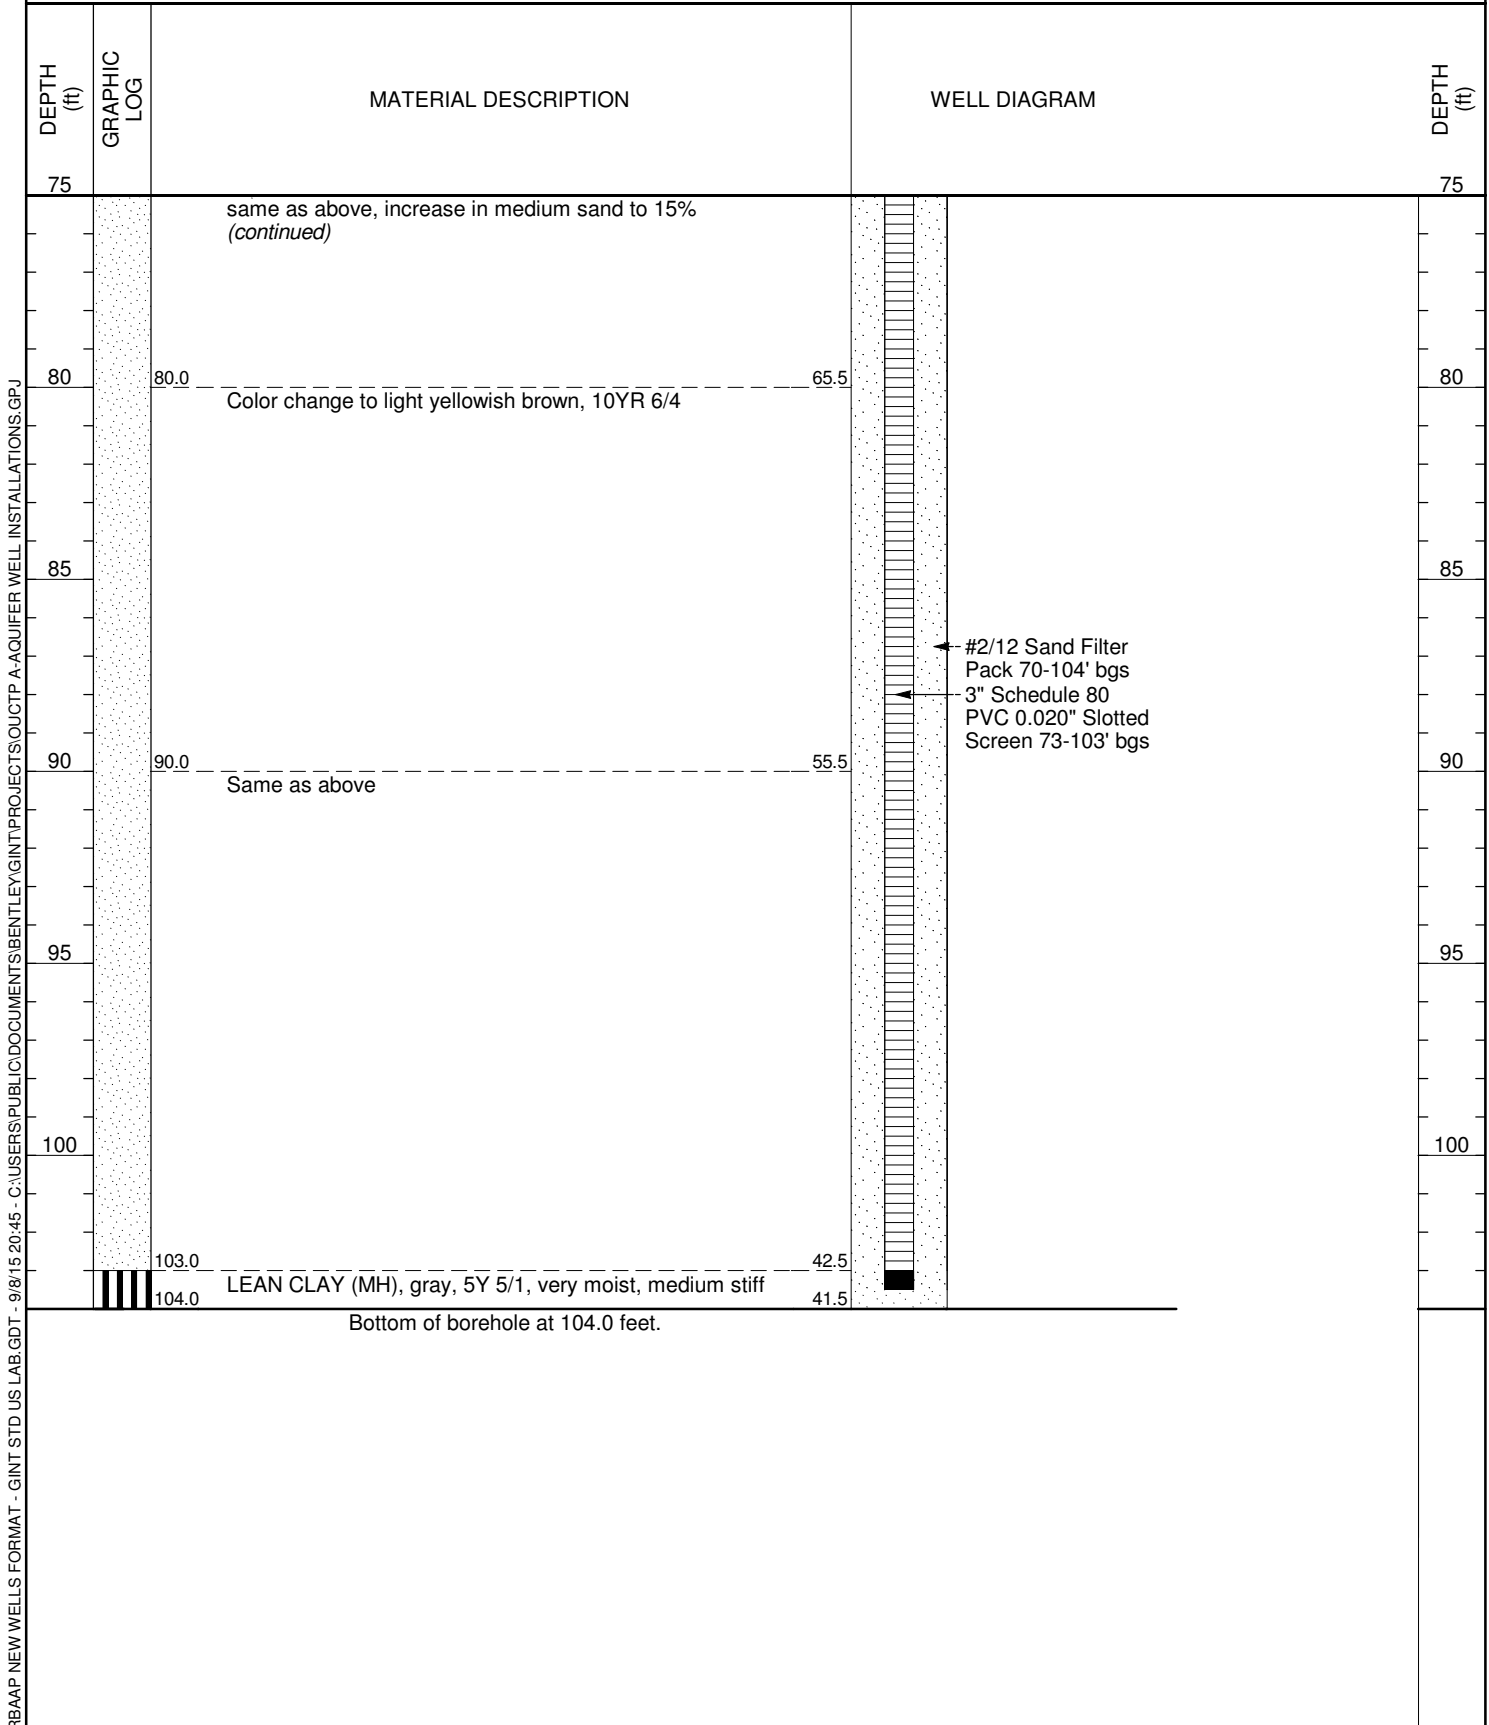 DEPTH
(ft)
GRAPHIC
LOG
MATERIAL DESCRIPTION
WELL DIAGRAM
DEPTH
(ft)
75
75
same as above, increase in medium sand to 15%
(continued)
80
80.0
65.5
80
Color change to light yellowish brown, 10YR 6/4
85
85
#2/12 Sand Filter
Pack 70-104' bgs
3" Schedule 80
PVC 0.020" Slotted
Screen 73-103' bgs
90
90.0
55.5
90
Same as above
95
95
100
100
103.0
42.5
LEAN CLAY (MH), gray, 5Y 5/1, very moist, medium stiff
104.0
41.5
Bottom of borehole at 104.0 feet.
RBAAP NEW WELLS FORMAT - GINT STD US LAB.GDT - 9/8/15 20:45 - C:\USERS\PUBLIC\DOCUMENTS\BENTLEY\GINT\PROJECTS\OUCTP A-AQUIFER WELL INSTALLATIONS.GPJ